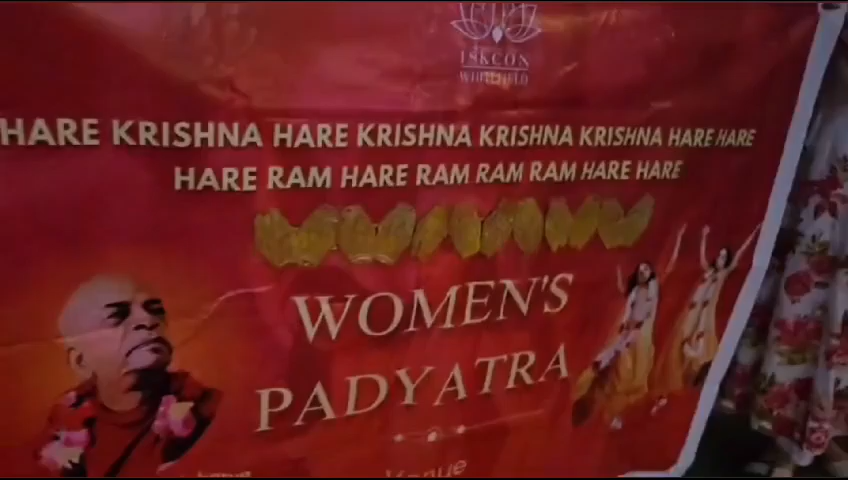 ISKCON
WHITEFIELD
HARE KRISHNA HARE KRISHNA KRISHNA KRISHNA HARE HARE
HARE RAM HARE RAM RAM RAM HARE HARE
WOMEN'S
PADYATRA
Venue